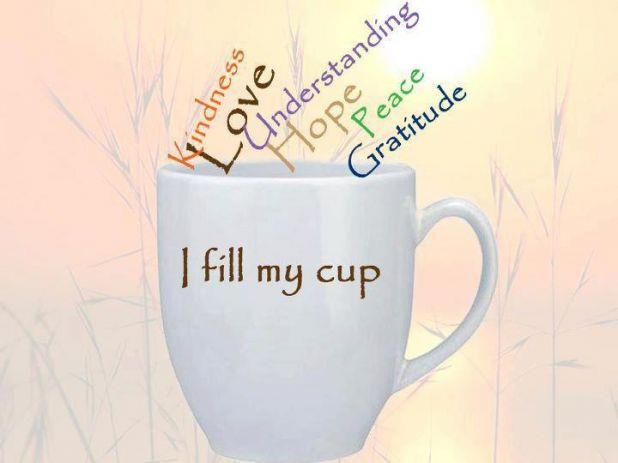 Kindness
Love
Understanding
Hope
Peace
Gratitude
I fill my cup